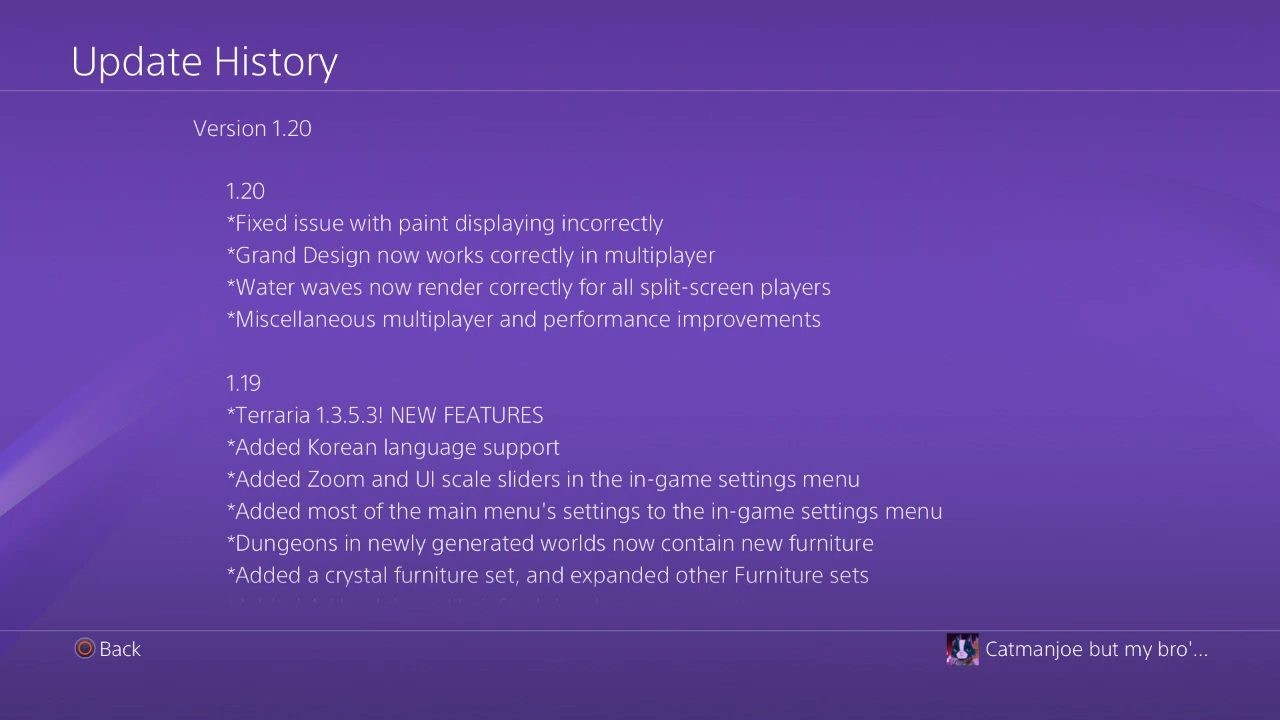 Update History
Version 1.20
1.20
*Fixed issue with paint displaying incorrectly
*Grand Design now works correctly in multiplayer
*Water waves now render correctly for all split-screen players
*Miscellaneous multiplayer and performance improvements
1.19
*Terraria 1.3.5.3! NEW FEATURES
*Added Korean language support
*Added Zoom and UI scale sliders in the in-game settings menu
*Added most of the main menu's settings to the in-game settings menu
*Dungeons in newly generated worlds now contain new furniture
*Added a crystal furniture set, and expanded other Furniture sets
Back
Catmanjoe but my bro'...